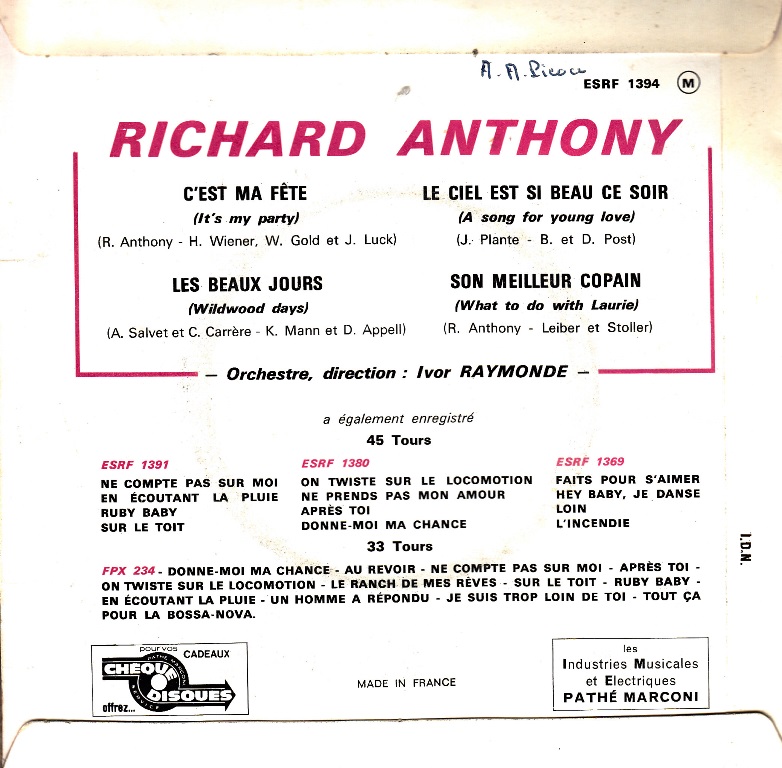 A. A.
ESRF 1394 M
RICHARD ANTHONY
C'EST MA FÊTE
(It's my party)
(R. Anthony - H. Wiener, W. Gold et J. Luck)
LE CIEL EST SI BEAU CE SOIR
(A song for young love)
(J. Plante - B. et D. Post)
LES BEAUX JOURS
(Wildwood days)
(A. Salvet et C. Carrère - K. Mann et D. Appell)
SON MEILLEUR COPAIN
(What to do with Laurie)
(R. Anthony - Leiber et Stoller)
— Orchestre, direction : Ivor RAYMONDE —
a également enregistré
45 Tours
ESRF 1391
NE COMPTE PAS SUR MOI
EN ÉCOUTANT LA PLUIE
RUBY BABY
SUR LE TOIT
ESRF 1380
ON TWISTE SUR LE LOCOMOTION
NE PRENDS PAS MON AMOUR
APRÈS TOI
DONNE-MOI MA CHANCE
ESRF 1369
FAITS POUR S'AIMER
HEY BABY, JE DANSE
LOIN
L'INCENDIE
33 Tours
FPX 234 - DONNE-MOI MA CHANCE - AU REVOIR - NE COMPTE PAS SUR MOI - APRÈS TOI -
ON TWISTE SUR LE LOCOMOTION - LE RANCH DE MES RÊVES - SUR LE TOIT - RUBY BABY -
EN ÉCOUTANT LA PLUIE - UN HOMME A RÉPONDU - JE SUIS TROP LOIN DE TOI - TOUT ÇA
POUR LA BOSSA-NOVA.
I.D.N.
pour vos CADEAUX
PATHÉ MARCONI
CHÈQUE
DISQUES
SERVICE
offrez...
MADE IN FRANCE
les
Industries Musicales
et Electriques
PATHÉ MARCONI